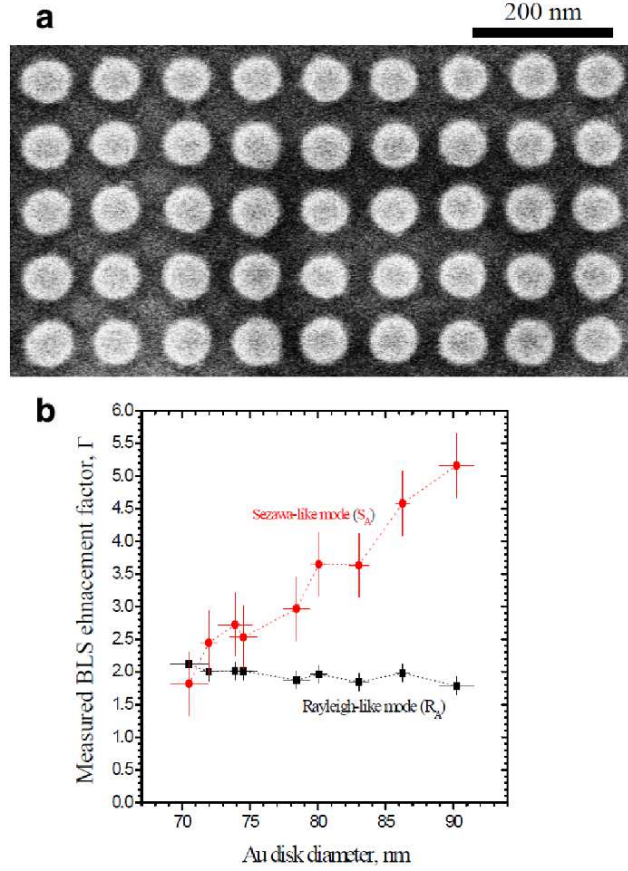 a
200 nm
b
6.0
5.5
5.0
4.5
4.0
3.5
3.0
2.5
2.0
1.5
1.0
0.5
0.0
Measured BLS ehnacement factor, Γ
Sezawa-like mode (S_A)
Rayleigh-like mode (R_A)
70 75 80 85 90
Au disk diameter, nm